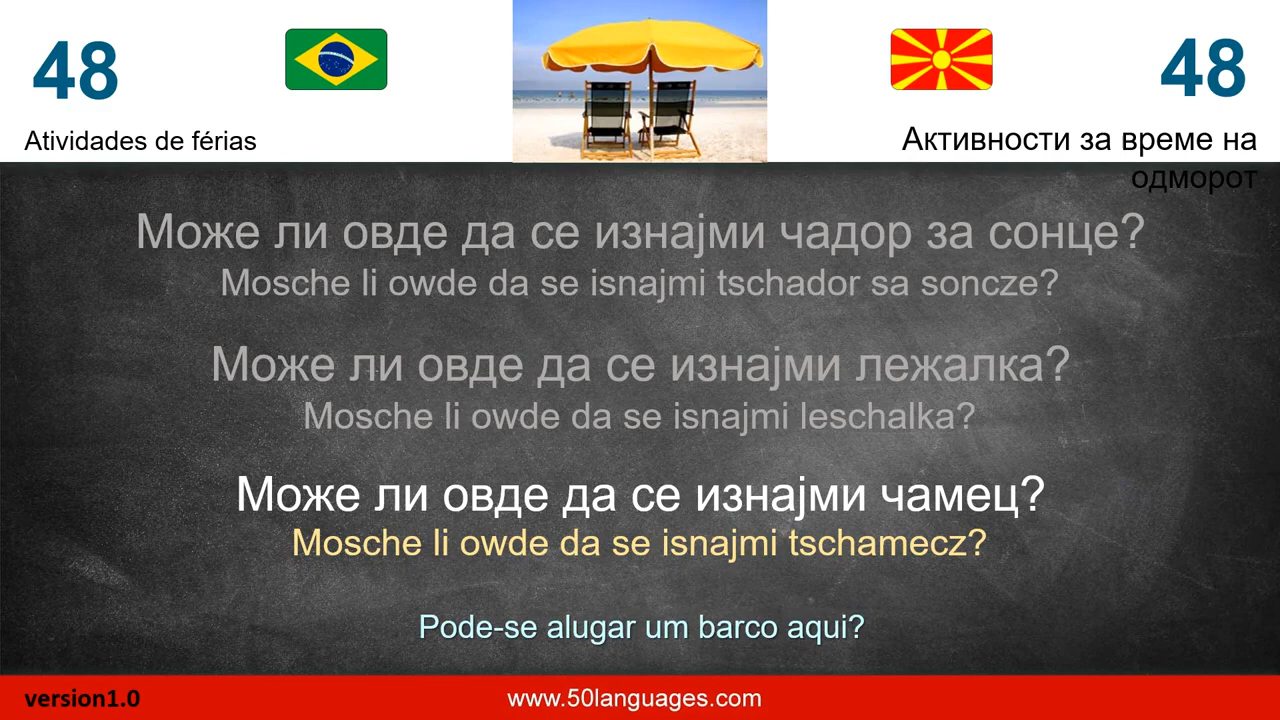 48
48
Atividades de férias
Активности за време на
одморот
Може ли овде да се изнајми чадор за сонце?
Mosche li owde da se isnajmi tschador sa soncze?
Може ли овде да се изнајми лежалка?
Mosche li owde da se isnajmi leschalka?
Може ли овде да се изнајми чамец?
Mosche li owde da se isnajmi tschamecz?
Pode-se alugar um barco aqui?
version1.0
www.50languages.com